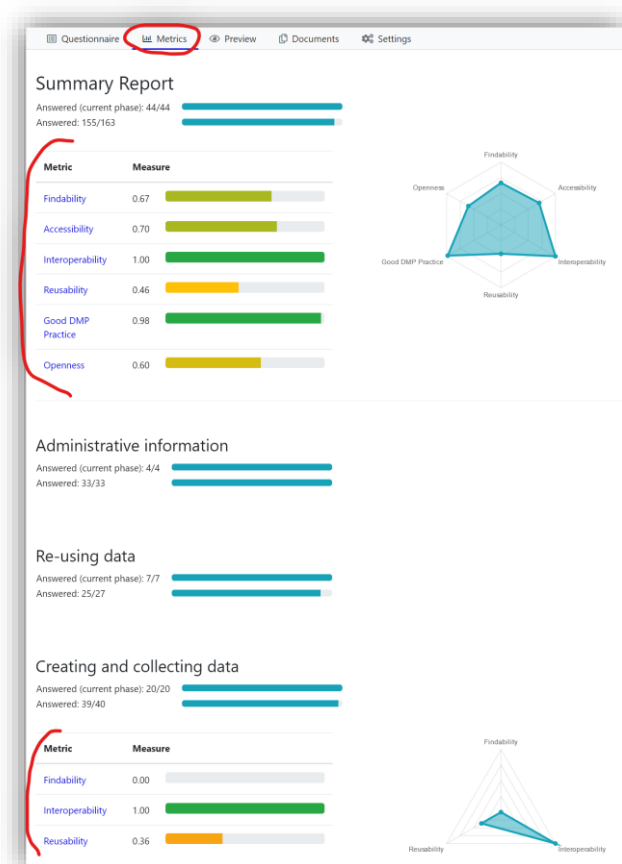 Questionnaire Metrics Preview Documents Settings
Summary Report
Answered (current phase): 44/44
Answered: 155/163
Metric Measure
Findability 0.67
Accessibility 0.70
Interoperability 1.00
Reusability 0.46
Good DMP
Practice
0.98
Openness 0.60
Findability
Openness
Accessibility
Good DMP Practice
Interoperability
Reusability
Administrative information
Answered (current phase): 4/4
Answered: 33/33
Re-using data
Answered (current phase): 7/7
Answered: 25/27
Creating and collecting data
Answered (current phase): 20/20
Answered: 39/40
Metric Measure
Findability 0.00
Interoperability 1.00
Reusability 0.36
Findability
Reusability
Interoperability